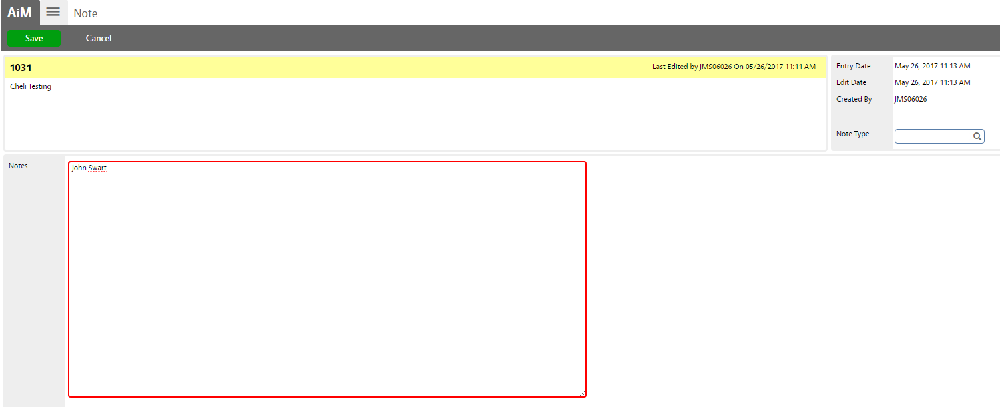 AiM Note
Save Cancel
1031 Last Edited by JMS06026 On 05/26/2017 11:11 AM
Cheli Testing
Entry Date May 26, 2017 11:13 AM
Edit Date May 26, 2017 11:13 AM
Created By JMS06026
Note Type
Notes John Swart